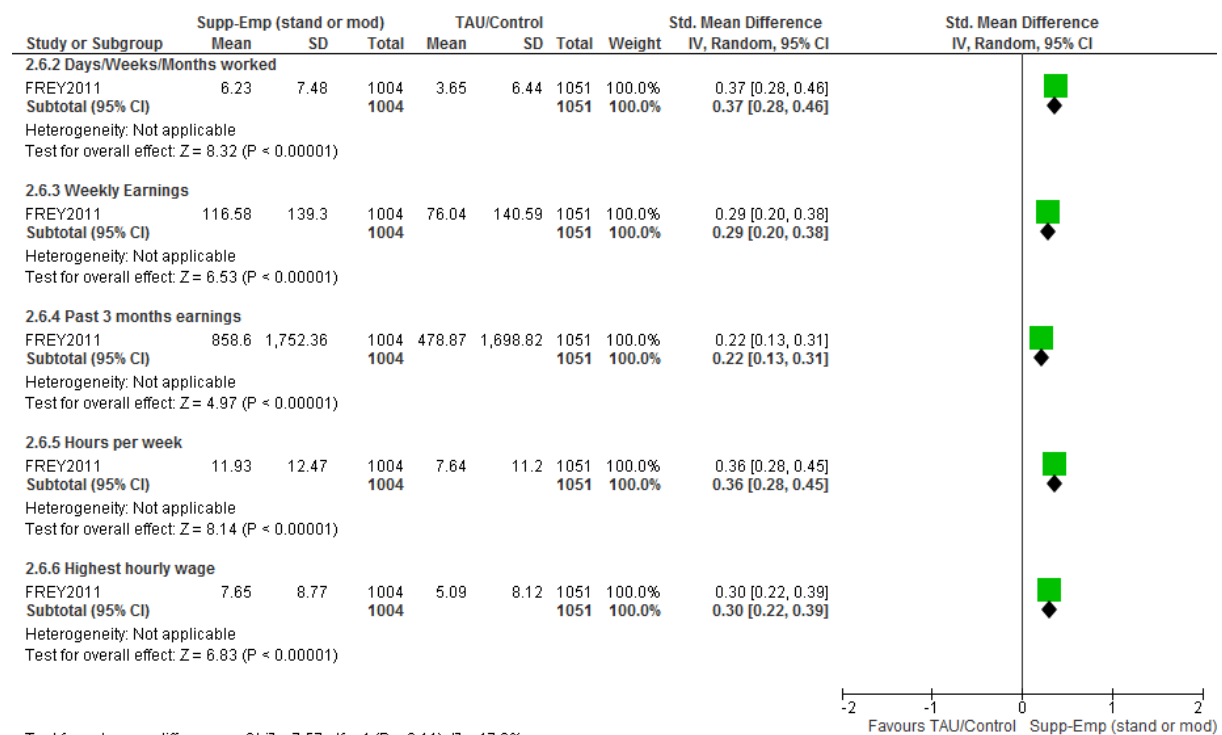 Supp-Emp (stand or mod) TAU/Control Std. Mean Difference Std. Mean Difference
Study or Subgroup Mean SD Total Mean SD Total Weight IV, Random, 95% CI IV, Random, 95% CI
2.6.2 Days/Weeks/Months worked
FREY2011 6.23 7.48 1004 3.65 6.44 1051 100.0% 0.37 [0.28, 0.46]
Subtotal (95% CI) 1004 1051 100.0% 0.37 [0.28, 0.46]
Heterogeneity: Not applicable
Test for overall effect: Z = 8.32 (P < 0.00001)
2.6.3 Weekly Earnings
FREY2011 116.58 139.3 1004 76.04 140.59 1051 100.0% 0.29 [0.20, 0.38]
Subtotal (95% CI) 1004 1051 100.0% 0.29 [0.20, 0.38]
Heterogeneity: Not applicable
Test for overall effect: Z = 6.53 (P < 0.00001)
2.6.4 Past 3 months earnings
FREY2011 858.6 1,752.36 1004 478.87 1,698.82 1051 100.0% 0.22 [0.13, 0.31]
Subtotal (95% CI) 1004 1051 100.0% 0.22 [0.13, 0.31]
Heterogeneity: Not applicable
Test for overall effect: Z = 4.97 (P < 0.00001)
2.6.5 Hours per week
FREY2011 11.93 12.47 1004 7.64 11.2 1051 100.0% 0.36 [0.28, 0.45]
Subtotal (95% CI) 1004 1051 100.0% 0.36 [0.28, 0.45]
Heterogeneity: Not applicable
Test for overall effect: Z = 8.14 (P < 0.00001)
2.6.6 Highest hourly wage
FREY2011 7.65 8.77 1004 5.09 8.12 1051 100.0% 0.30 [0.22, 0.39]
Subtotal (95% CI) 1004 1051 100.0% 0.30 [0.22, 0.39]
Heterogeneity: Not applicable
Test for overall effect: Z = 6.83 (P < 0.00001)
-2 -1 0 1 2
Favours TAU/Control Supp-Emp (stand or mod)